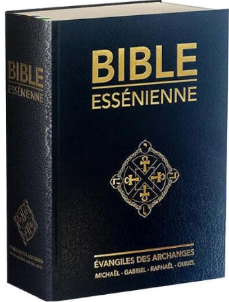 BIBLE
ESSÉNIENNE
ÉVANGILES DES ARCHANGES
MICHAËL - GABRIEL - RAPHAËL - OURIEL
BIBLE
ESSÉNIENNE